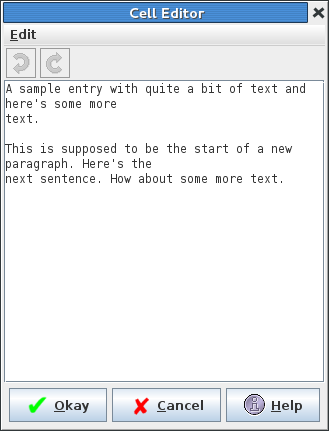 Cell Editor
Edit
A sample entry with quite a bit of text and
here's some more
text.
This is supposed to be the start of a new
paragraph. Here's the
next sentence. How about some more text.
Okay
Cancel
Help